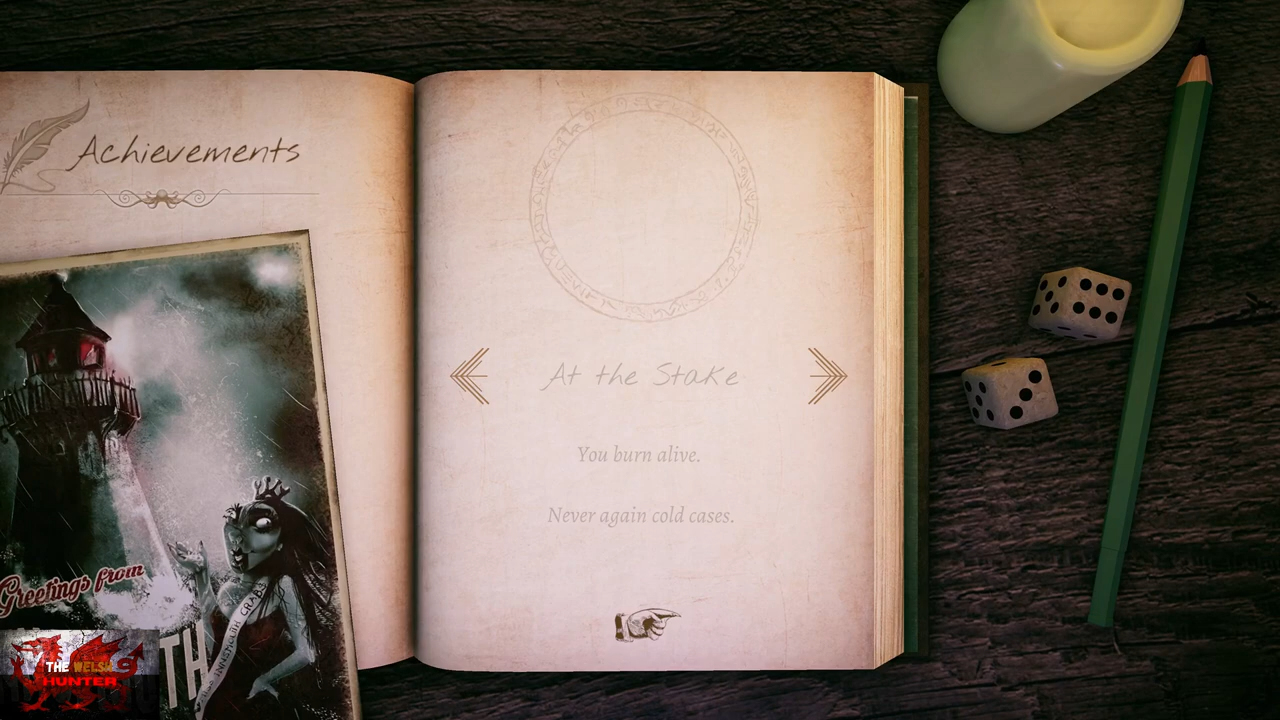 Achievements
At the Stake
You burn alive.
Never again cold cases.
Greetings from
TH
THE WELSH
HUNTER